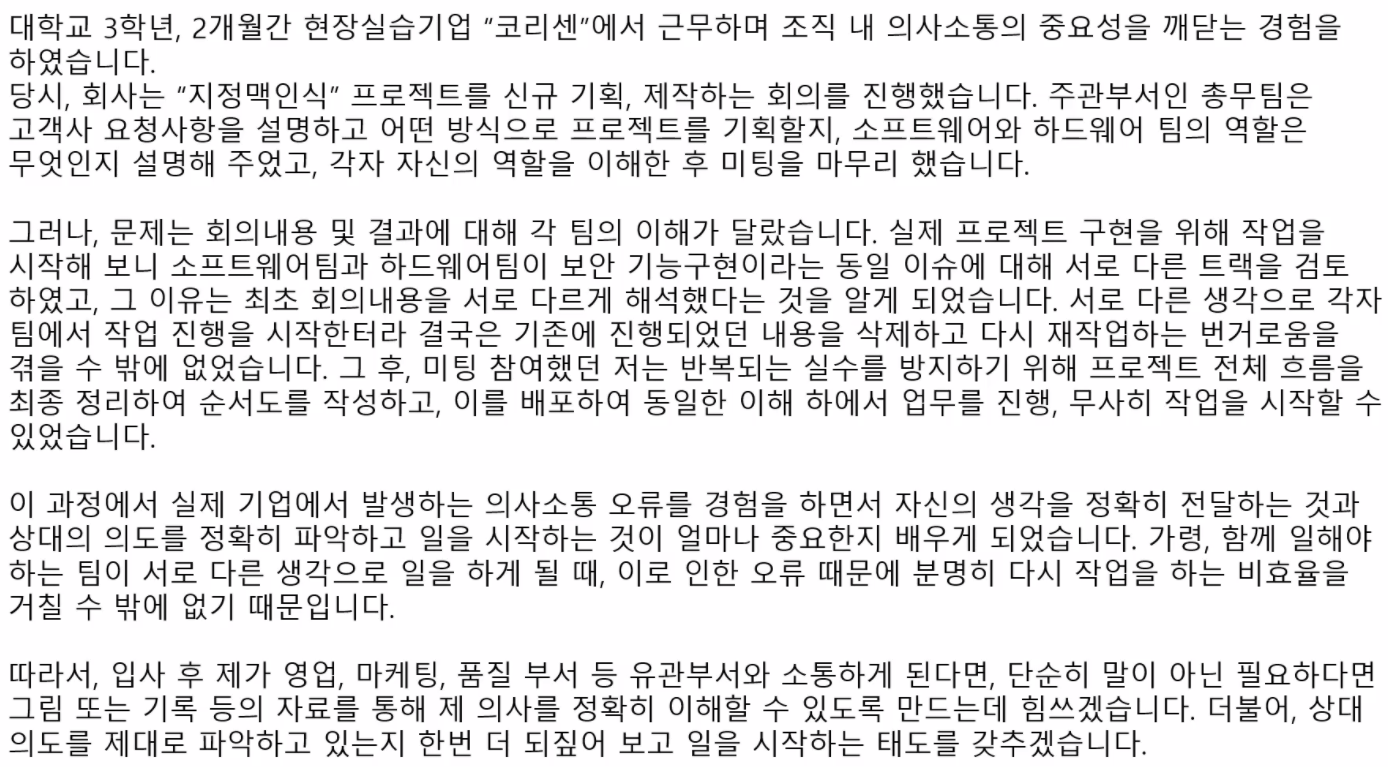 대학교 3학년, 2개월간 현장실습기업 “코리센”에서 근무하며 조직 내 의사소통의 중요성을 깨닫는 경험을
하였습니다.
당시, 회사는 “지정맥인식” 프로젝트를 신규 기획, 제작하는 회의를 진행했습니다. 주관부서인 총무팀은
고객사 요청사항을 설명하고 어떤 방식으로 프로젝트를 기획할지, 소프트웨어와 하드웨어 팀의 역할은
무엇인지 설명해 주었고, 각자 자신의 역할을 이해한 후 미팅을 마무리 했습니다.

그러나, 문제는 회의내용 및 결과에 대해 각 팀의 이해가 달랐습니다. 실제 프로젝트 구현을 위해 작업을
시작해 보니 소프트웨어팀과 하드웨어팀이 보안 기능구현이라는 동일 이슈에 대해 서로 다른 트랙을 검토
하였고, 그 이유는 최초 회의내용을 서로 다르게 해석했다는 것을 알게 되었습니다. 서로 다른 생각으로 각자
팀에서 작업 진행을 시작한터라 결국은 기존에 진행되었던 내용을 삭제하고 다시 재작업하는 번거로움을
겪을 수 밖에 없었습니다. 그 후, 미팅 참여했던 저는 반복되는 실수를 방지하기 위해 프로젝트 전체 흐름을
최종 정리하여 순서도를 작성하고, 이를 배포하여 동일한 이해 하에서 업무를 진행, 무사히 작업을 시작할 수
있었습니다.

이 과정에서 실제 기업에서 발생하는 의사소통 오류를 경험을 하면서 자신의 생각을 정확히 전달하는 것과
상대의 의도를 정확히 파악하고 일을 시작하는 것이 얼마나 중요한지 배우게 되었습니다. 가령, 함께 일해야
하는 팀이 서로 다른 생각으로 일을 하게 될 때, 이로 인한 오류 때문에 분명히 다시 작업을 하는 비효율을
거칠 수 밖에 없기 때문입니다.

따라서, 입사 후 제가 영업, 마케팅, 품질 부서 등 유관부서와 소통하게 된다면, 단순히 말이 아닌 필요하다면
그림 또는 기록 등의 자료를 통해 제 의사를 정확히 이해할 수 있도록 만드는데 힘쓰겠습니다. 더불어, 상대
의도를 제대로 파악하고 있는지 한번 더 되짚어 보고 일을 시작하는 태도를 갖추겠습니다.